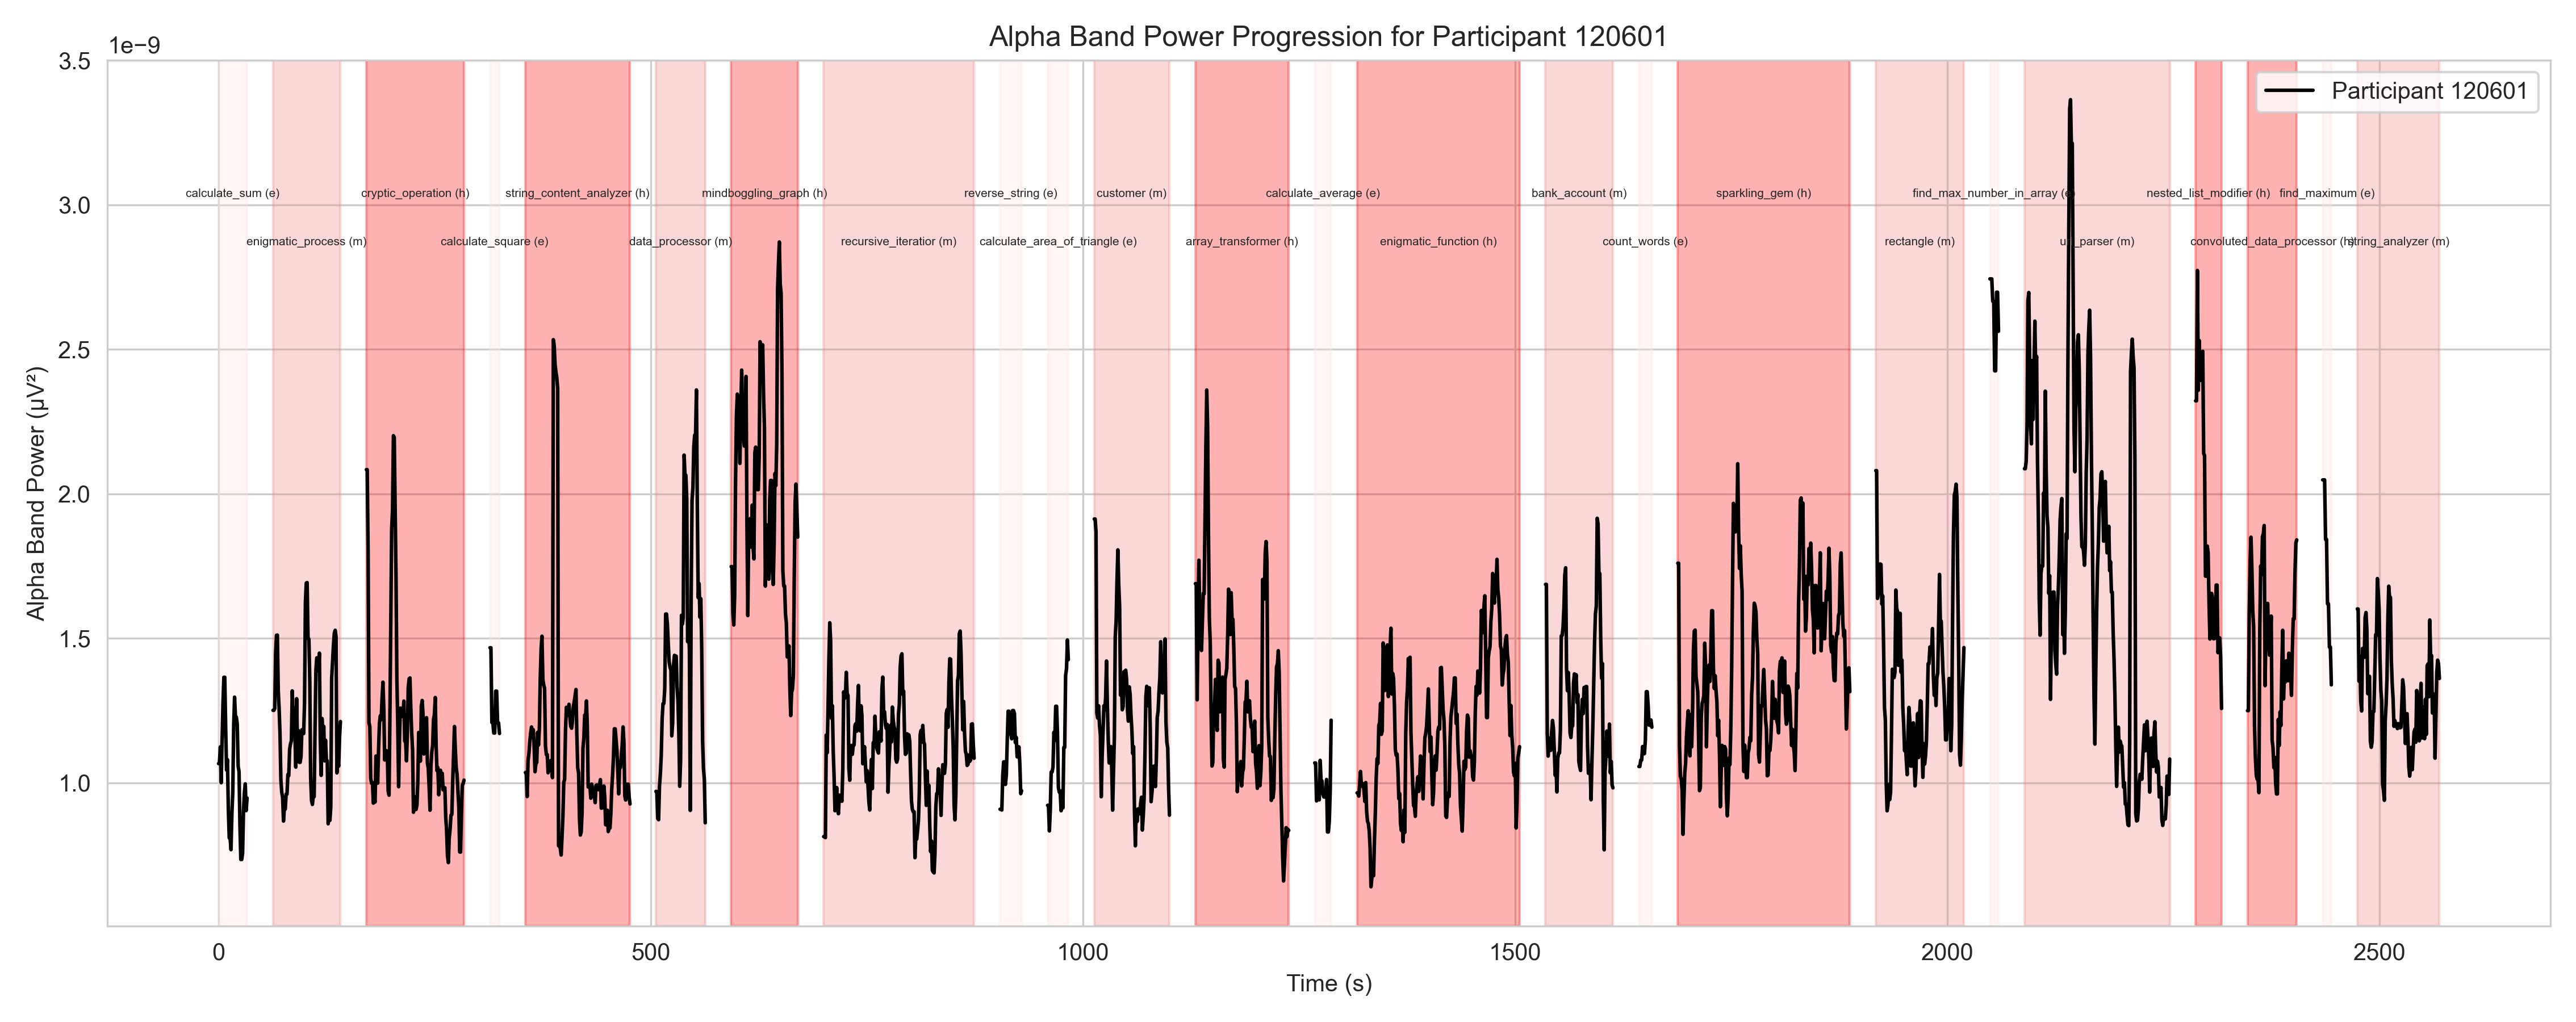 Alpha Band Power Progression for Participant 120601
1e−9
3.5
3.0
2.5
2.0
1.5
1.0
Alpha Band Power (µV²)
Participant 120601
calculate_sum (e)
cryptic_operation (h)
string_content_analyzer (h)
mindboggling_graph (h)
reverse_string (e)
customer (m)
calculate_average (e)
bank_account (m)
sparkling_gem (h)
find_max_number_in_array (e)
nested_list_modifier (h)
find_maximum (e)
enigmatic_process (m)
calculate_square (e)
data_processor (m)
recursive_iteratior (m)
calculate_area_of_triangle (e)
array_transformer (h)
enigmatic_function (h)
count_words (e)
rectangle (m)
url_parser (m)
convoluted_data_processor (h)
string_analyzer (m)
0
500
1000
1500
2000
2500
Time (s)